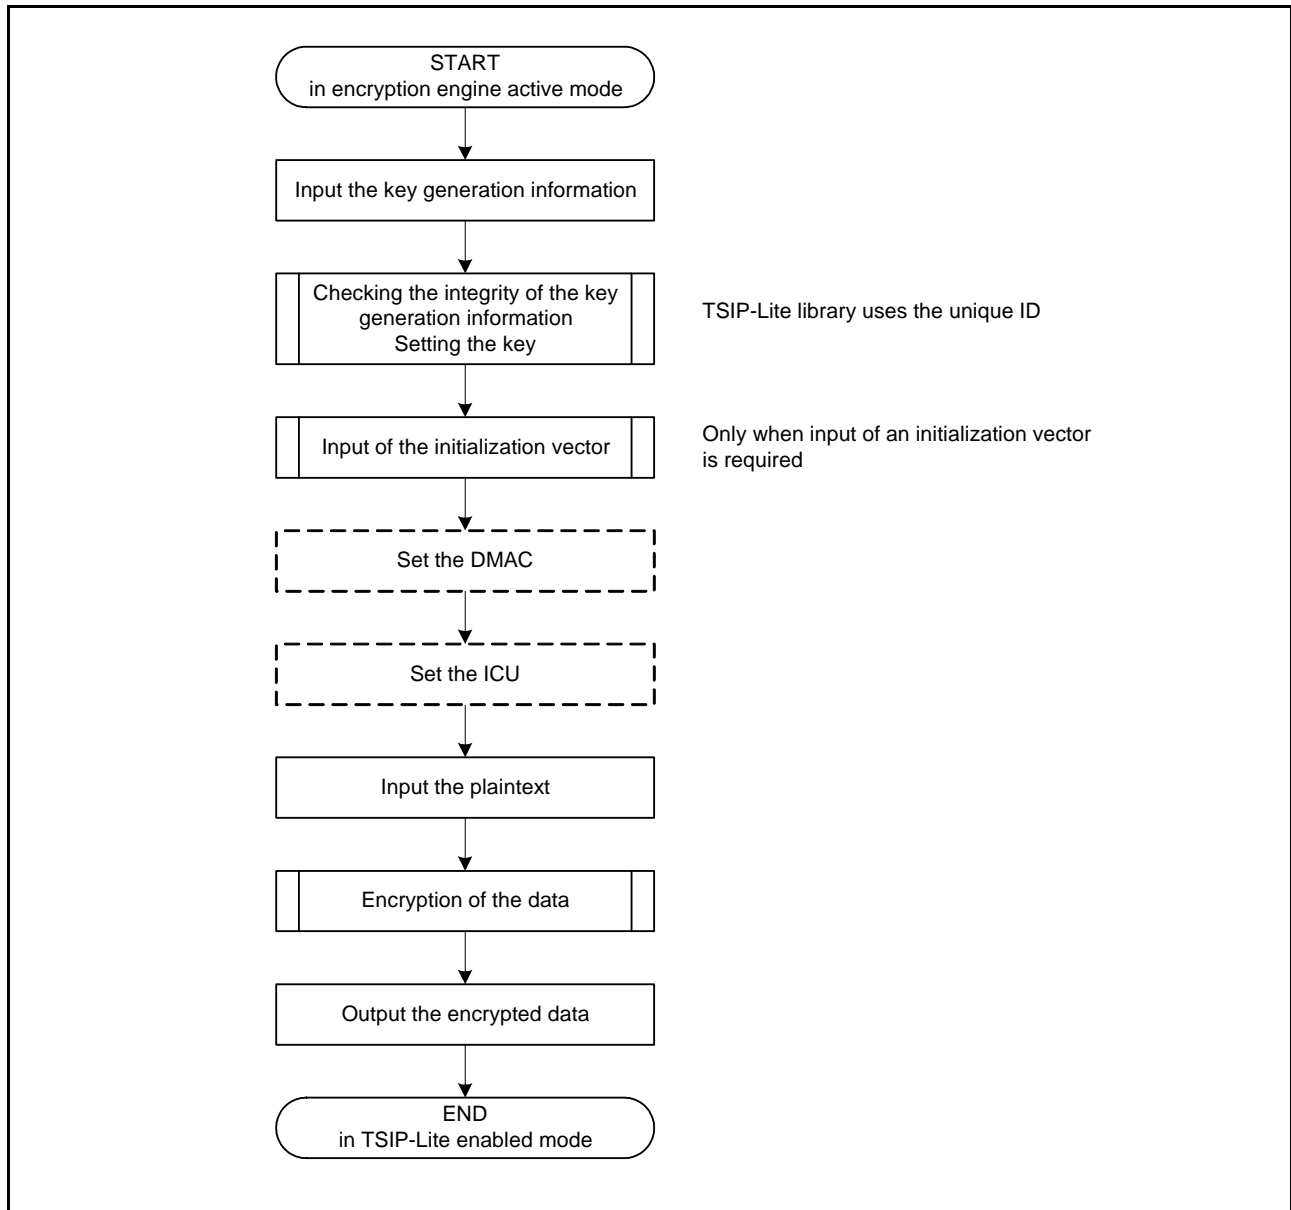 START
in encryption engine active mode
Input the key generation information
Checking the integrity of the key
generation information
Setting the key
TSIP-Lite library uses the unique ID
Input of the initialization vector
Only when input of an initialization vector
is required
Set the DMAC
Set the ICU
Input the plaintext
Encryption of the data
Output the encrypted data
END
in TSIP-Lite enabled mode